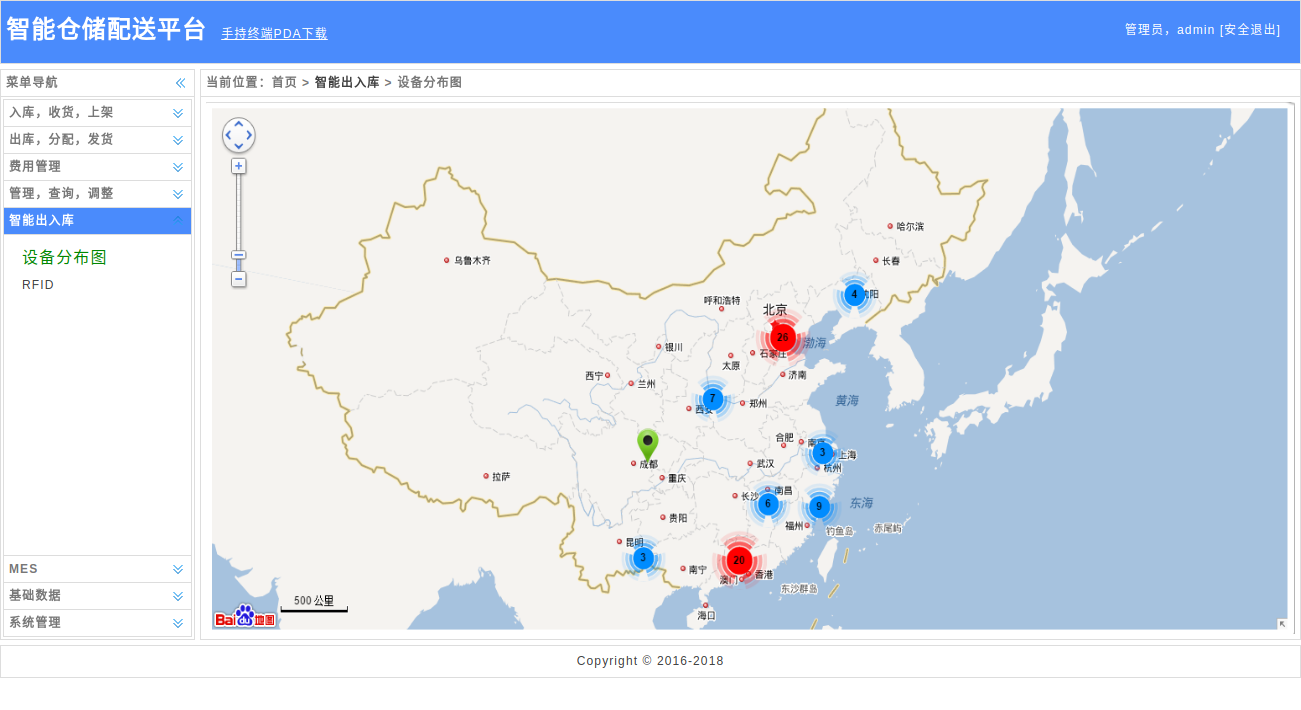 智能仓储配送平台 手持终端PDA下载 管理员，admin [安全退出]
菜单导航
当前位置：首页 > 智能出入库 > 设备分布图
入库，收货，上架
出库，分配，发货
费用管理
管理，查询，调整
智能出入库
设备分布图
RFID
MES
基础数据
系统管理
哈尔滨
乌鲁木齐
长春
4
呼和浩特
北京
26
渤海
银川
石家庄
太原
西宁
济南
兰州
7
黄海
郑州
合肥
3
上海
成都
武汉
杭州
拉萨
重庆
南昌
长沙
6
9
东海
贵阳
福州
钓鱼岛
赤尾屿
昆明
3
20
南宁
香港
澳门
东沙群岛
500 公里
海口
Bai du 地图
Copyright © 2016-2018